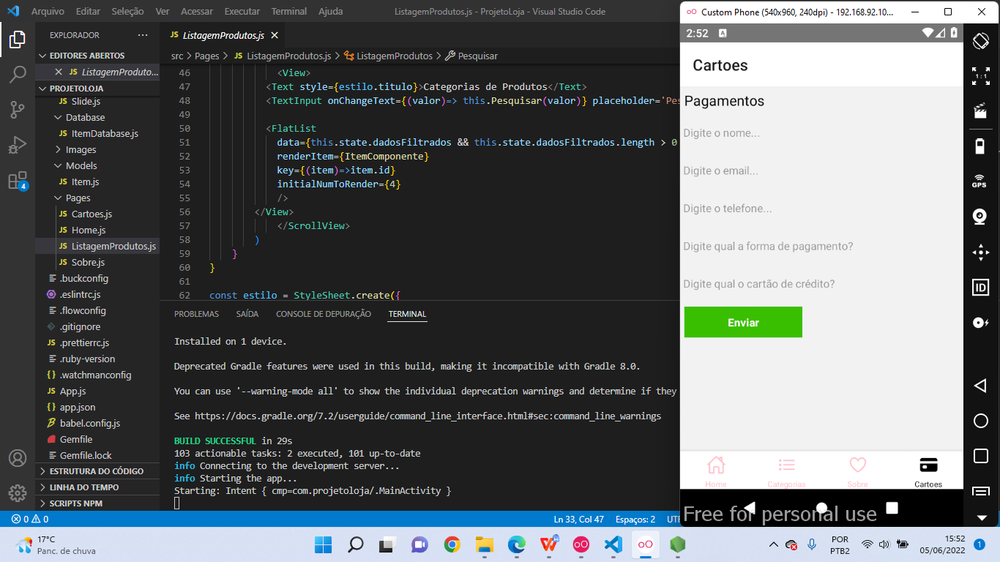 Arquivo Editar Seleção Ver Acessar Executar Terminal Ajuda ListagemProdutos.js - ProjetoLoja - Visual Studio Code
EXPLORADOR ...
EDITORES ABERTOS
JS ListagemProduto...
PROJETOLOJA
JS Slide.js
Database
JS ItemDatabase.js
Images
Models
JS Item.js
Pages
JS Cartoes.js
JS Home.js
JS ListagemProdutos.js
JS Sobre.js
.buckconfig
.eslintrc.js
.flowconfig
.gitignore
JS .prettierrc.js
.ruby-version
{} .watchmanconfig
JS App.js
{} app.json
babel.config.js
Gemfile
Gemfile.lock
ESTRUTURA DO CÓDIGO
LINHA DO TEMPO
SCRIPTS NPM
4
JS ListagemProdutos.js
src > Pages > JS ListagemProdutos.js > ListagemProdutos > Pesquisar
46 <View>
47 <Text style={estilo.titulo}>Categorias de Produtos</Text>
48 <TextInput onChangeText={(valor)=> this.Pesquisar(valor)} placeholder='Pes
49
50 <FlatList
51 data={this.state.dadosFiltrados && this.state.dadosFiltrados.length > 0
52 renderItem={ItemComponente}
53 key={(item)=>item.id}
54 initialNumToRender={4}
55 />
56 </View>
57 </ScrollView>
58 )
59 }
60 }
61
62 const estilo = StyleSheet.create({
PROBLEMAS SAÍDA CONSOLE DE DEPURAÇÃO TERMINAL
Installed on 1 device.
Deprecated Gradle features were used in this build, making it incompatible with Gradle 8.0.
You can use '--warning-mode all' to show the individual deprecation warnings and determine if they
See https://docs.gradle.org/7.2/userguide/command_line_interface.html#sec:command_line_warnings
BUILD SUCCESSFUL in 29s
103 actionable tasks: 2 executed, 101 up-to-date
info Connecting to the development server...
info Starting the app...
Starting: Intent { cmp=com.projetoloja/.MainActivity }
0 0 Ln 33, Col 47 Espaços: 2 UTF
Custom Phone (540x960, 240dpi) - 192.168.92.10...
2:52 A
Cartoes
Pagamentos
Digite o nome...
Digite o email...
Digite o telefone...
Digite qual a forma de pagamento?
Digite qual o cartão de crédito?
Enviar
Home Categorias Sobre Cartoes
Free for personal use
1:1
GPS
ID
17°C
Panc. de chuva
POR
PTB2
15:52
05/06/2022
1